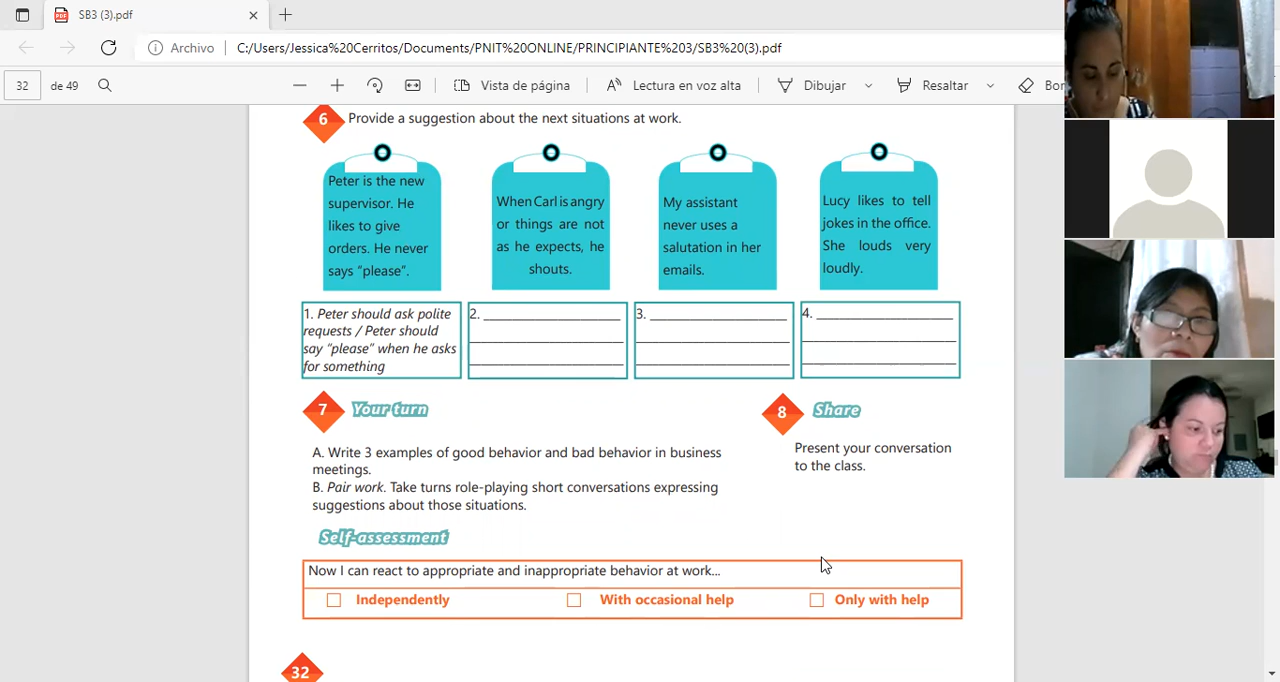 SB3 (3).pdf
Archivo
C:/Users/Jessica%20Cerritos/Documents/PNIT%20ONLINE/PRINCIPIANTE%203/SB3%20(3).pdf
32
de 49
Vista de página
Lectura en voz alta
Dibujar
Resaltar
Bor
6
Provide a suggestion about the next situations at work.
Peter is the new
supervisor. He
likes to give
orders. He never
says “please”.
When Carl is angry
or things are not
as he expects, he
shouts.
My assistant
never uses a
salutation in her
emails.
Lucy likes to tell
jokes in the office.
She louds very
loudly.
1. Peter should ask polite
requests / Peter should
say “please” when he asks
for something
2. ____________________
3. ____________________
4. ____________________
7
Your turn
A. Write 3 examples of good behavior and bad behavior in business
meetings.
B. Pair work. Take turns role-playing short conversations expressing
suggestions about those situations.
8
Share
Present your conversation
to the class.
Self-assessment
Now I can react to appropriate and inappropriate behavior at work...
Independently
With occasional help
Only with help
32